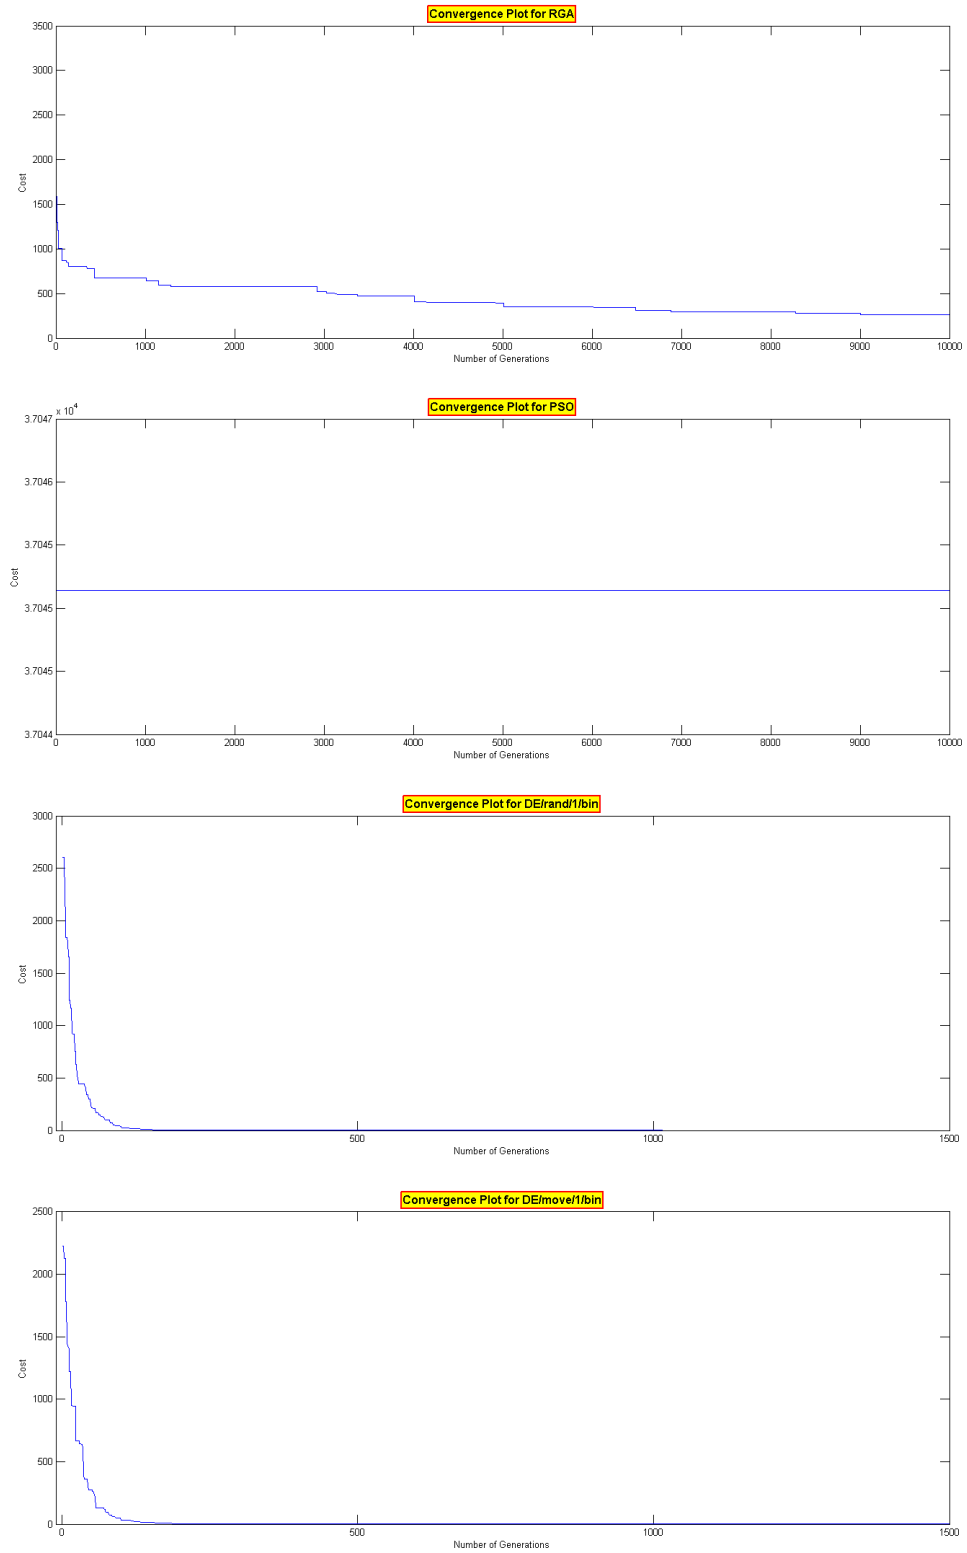 Convergence Plot for RGA
3500
3000
2500
2000
1500
1000
500
0
Cost
0 1000 2000 3000 4000 5000 6000 7000 8000 9000 10000
Number of Generations
Convergence Plot for PSO
x 10^4
3.7047
3.7046
3.7045
3.7045
3.7045
3.7044
Cost
0 1000 2000 3000 4000 5000 6000 7000 8000 9000 10000
Number of Generations
Convergence Plot for DE/rand/1/bin
3000
2500
2000
1500
1000
500
0
Cost
0 500 1000 1500
Number of Generations
Convergence Plot for DE/move/1/bin
2500
2000
1500
1000
500
0
Cost
0 500 1000 1500
Number of Generations